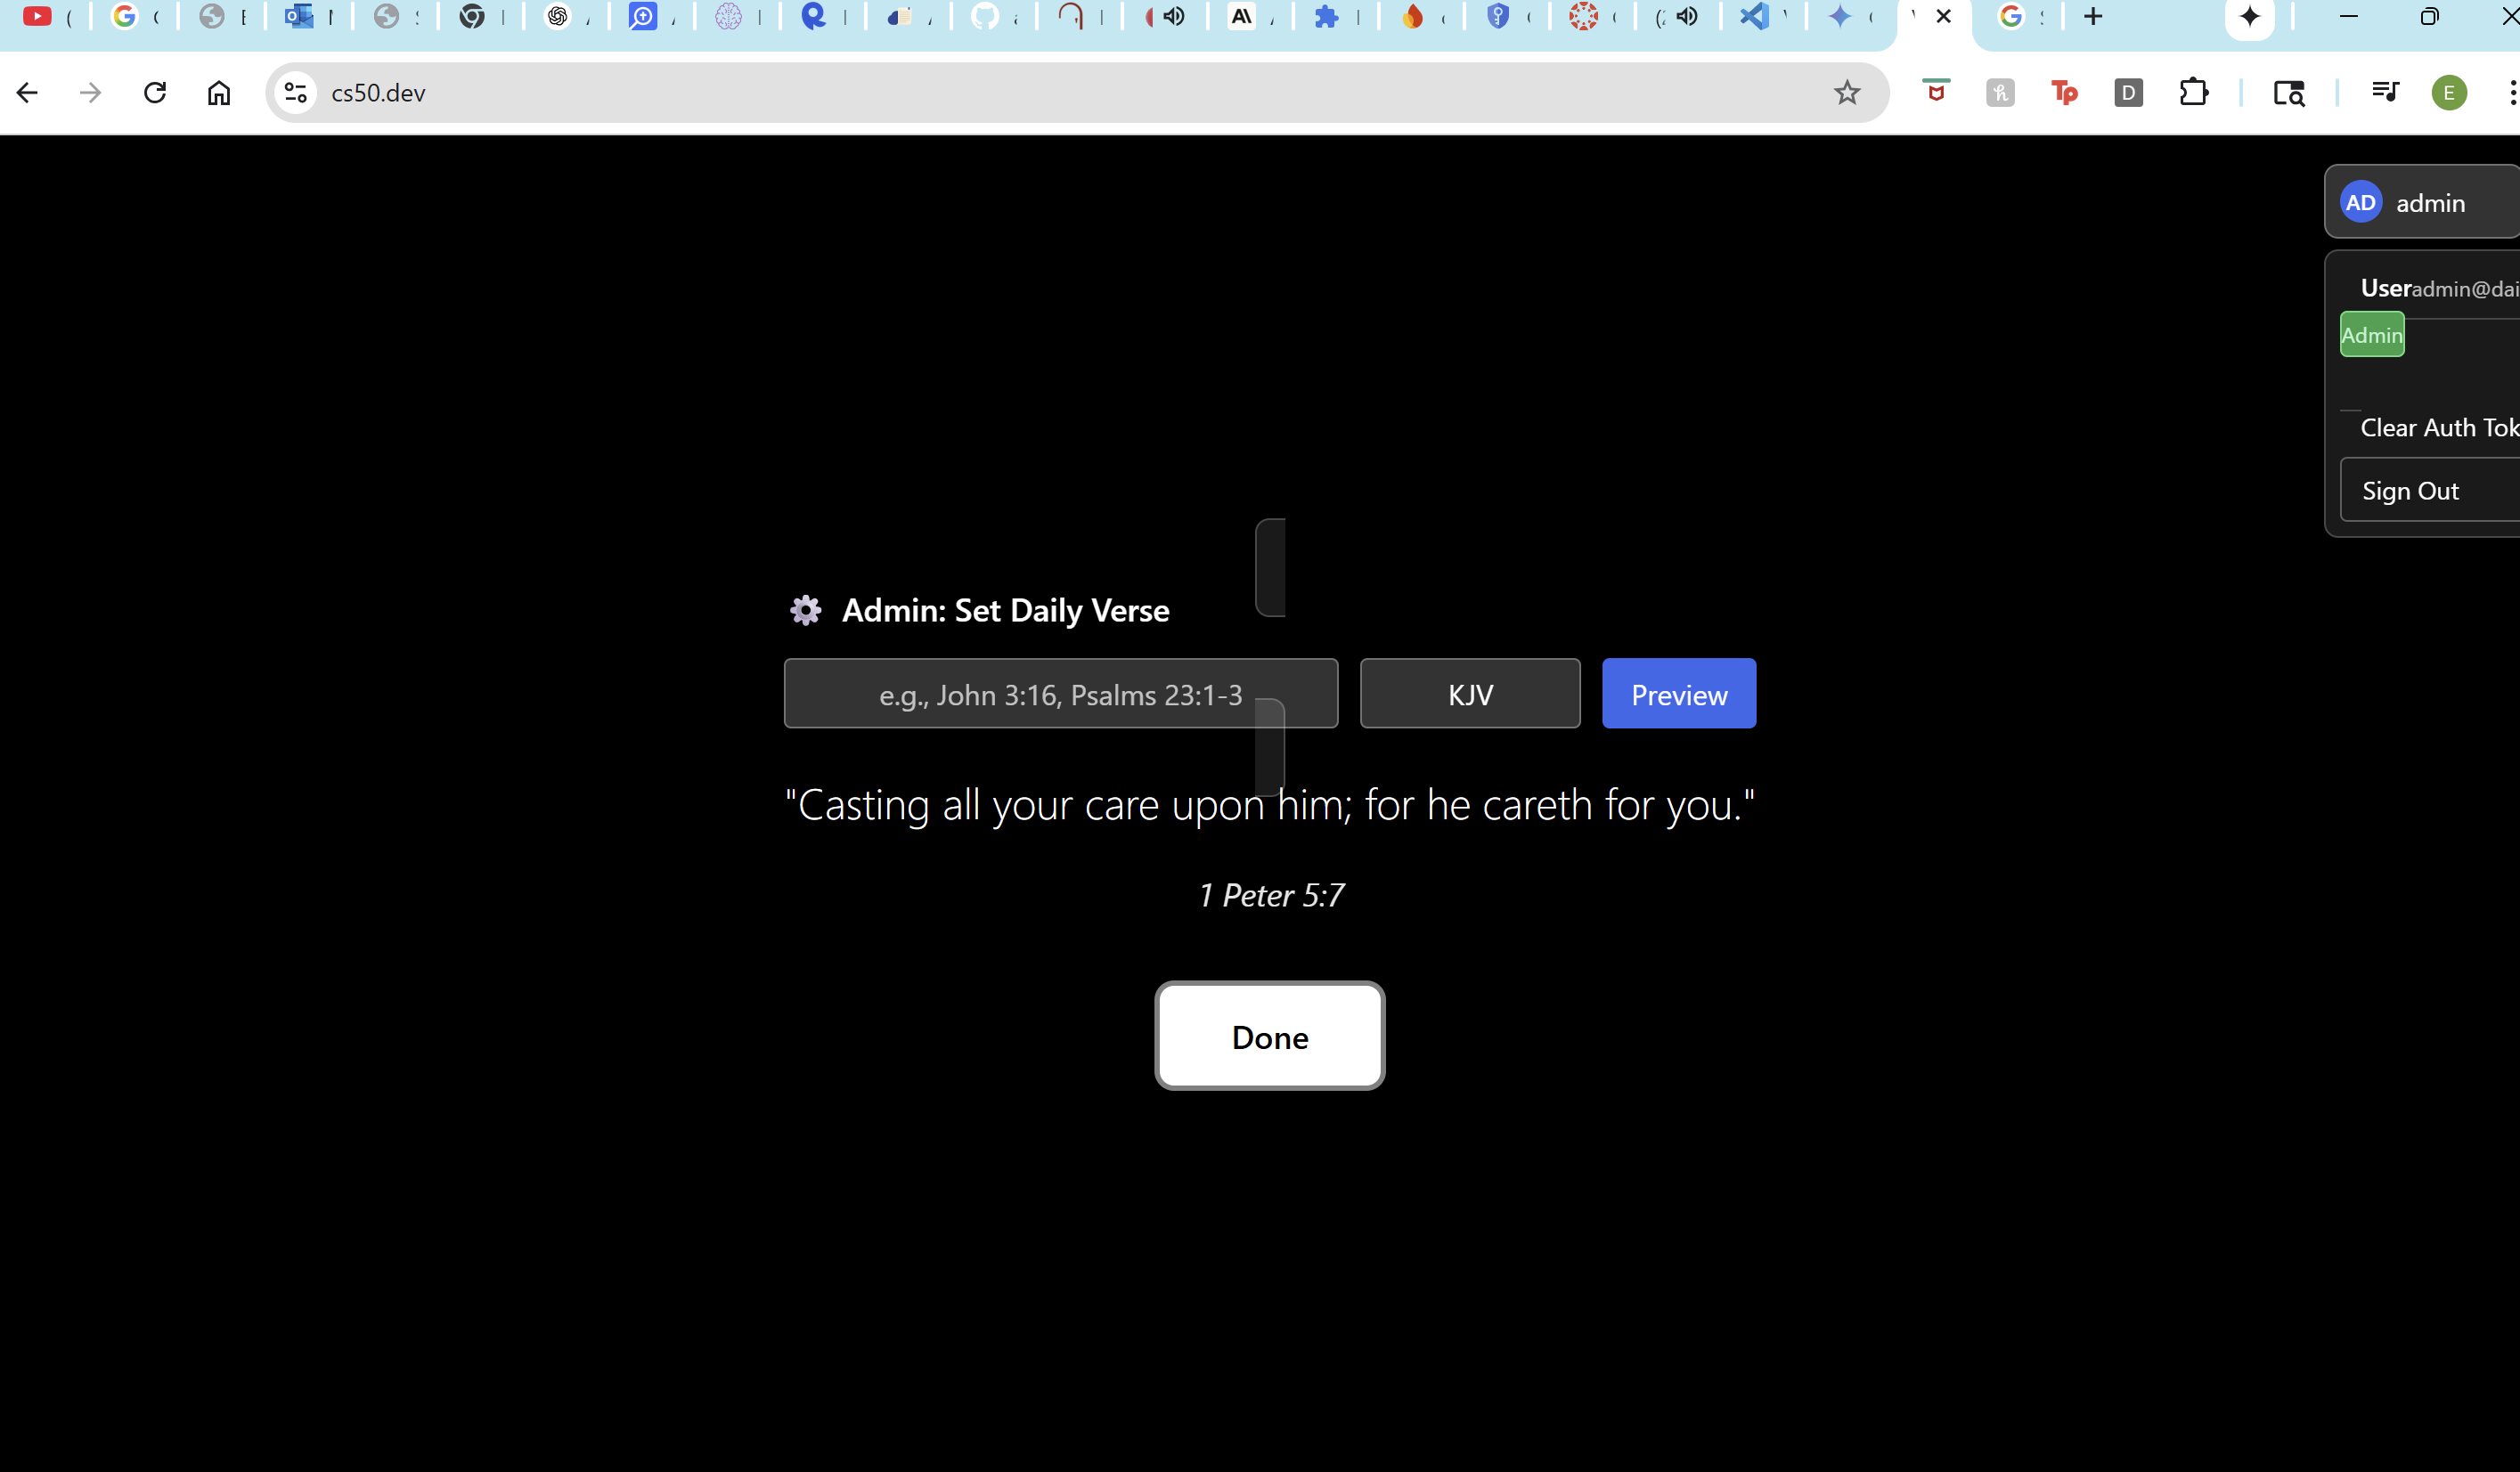 cs50.dev
E
AD admin
Useradmin@dai
Admin
Clear Auth Tok
Sign Out
Admin: Set Daily Verse
e.g., John 3:16, Psalms 23:1-3 KJV Preview
"Casting all your care upon him; for he careth for you."
1 Peter 5:7
Done